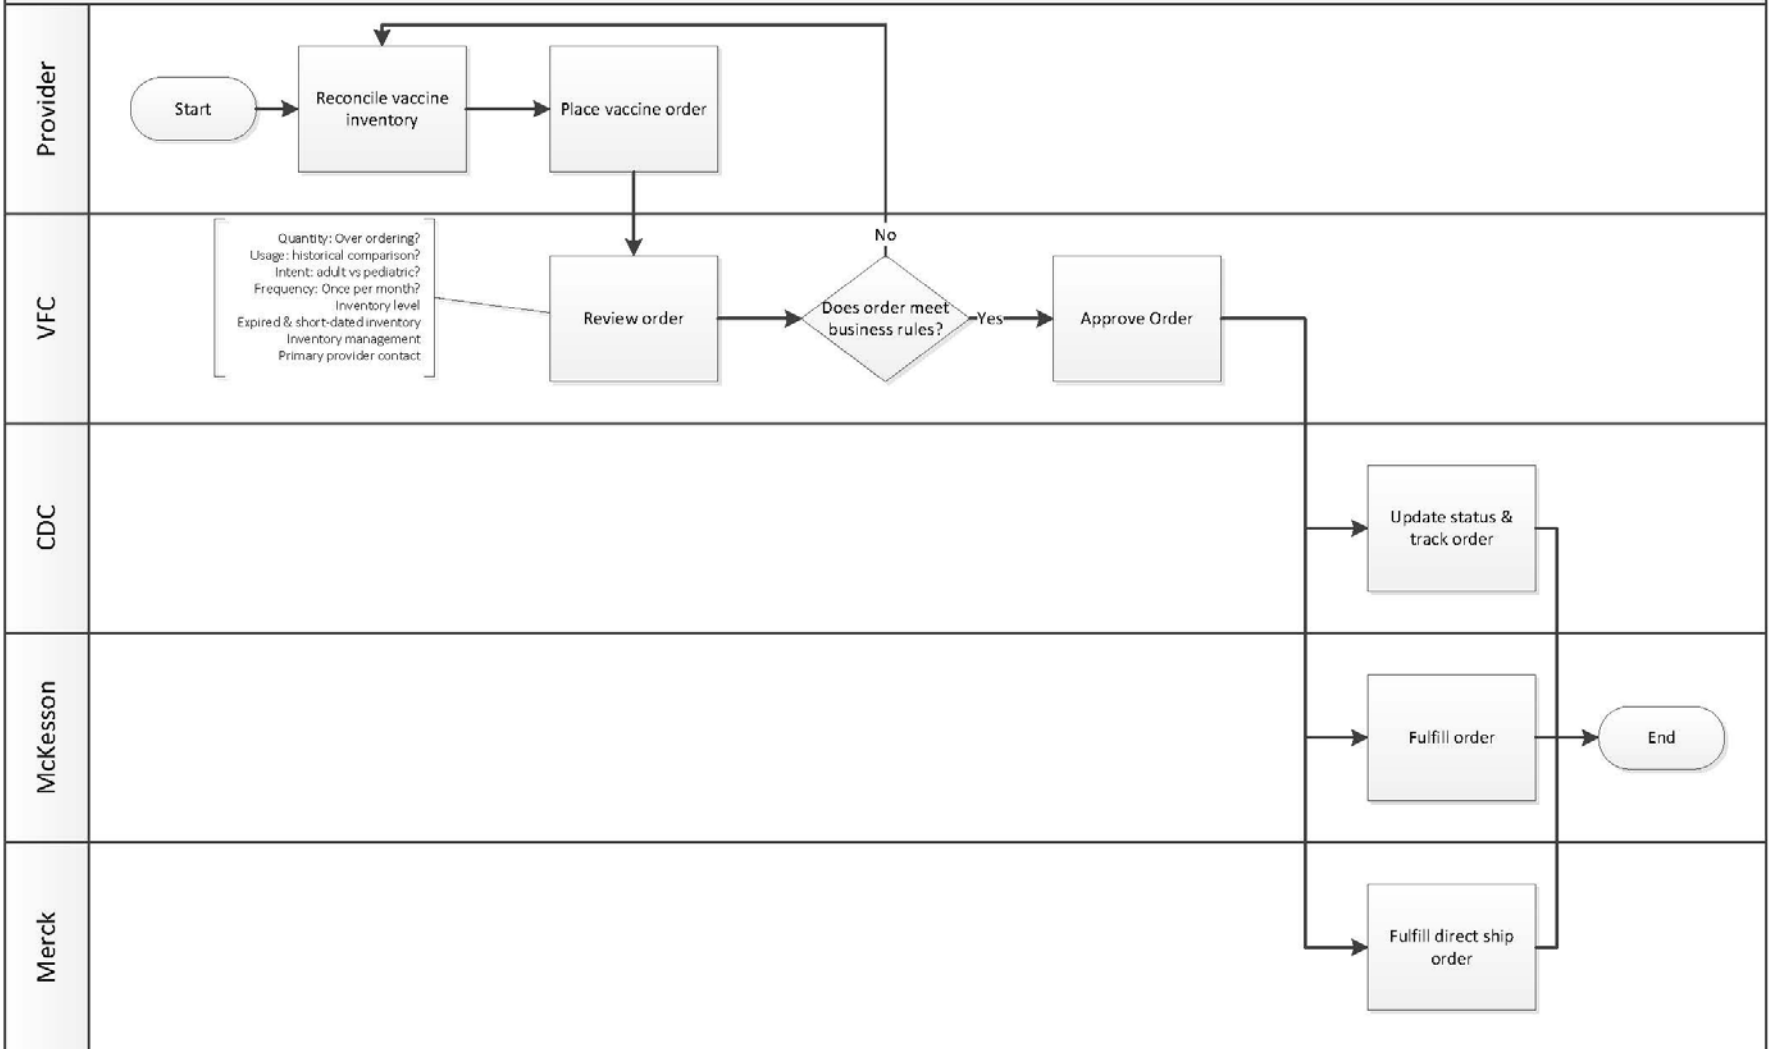 Provider
Start
Reconcile vaccine
inventory
Place vaccine order
VFC
Quantity: Over ordering?
Usage: historical comparison?
Intent: adult vs pediatric?
Frequency: Once per month?
Inventory level
Expired & short-dated inventory
Inventory management
Primary provider contact
Review order
No
Does order meet
business rules?
Yes
Approve Order
CDC
Update status &
track order
McKesson
Fulfill order
End
Merck
Fulfill direct ship
order